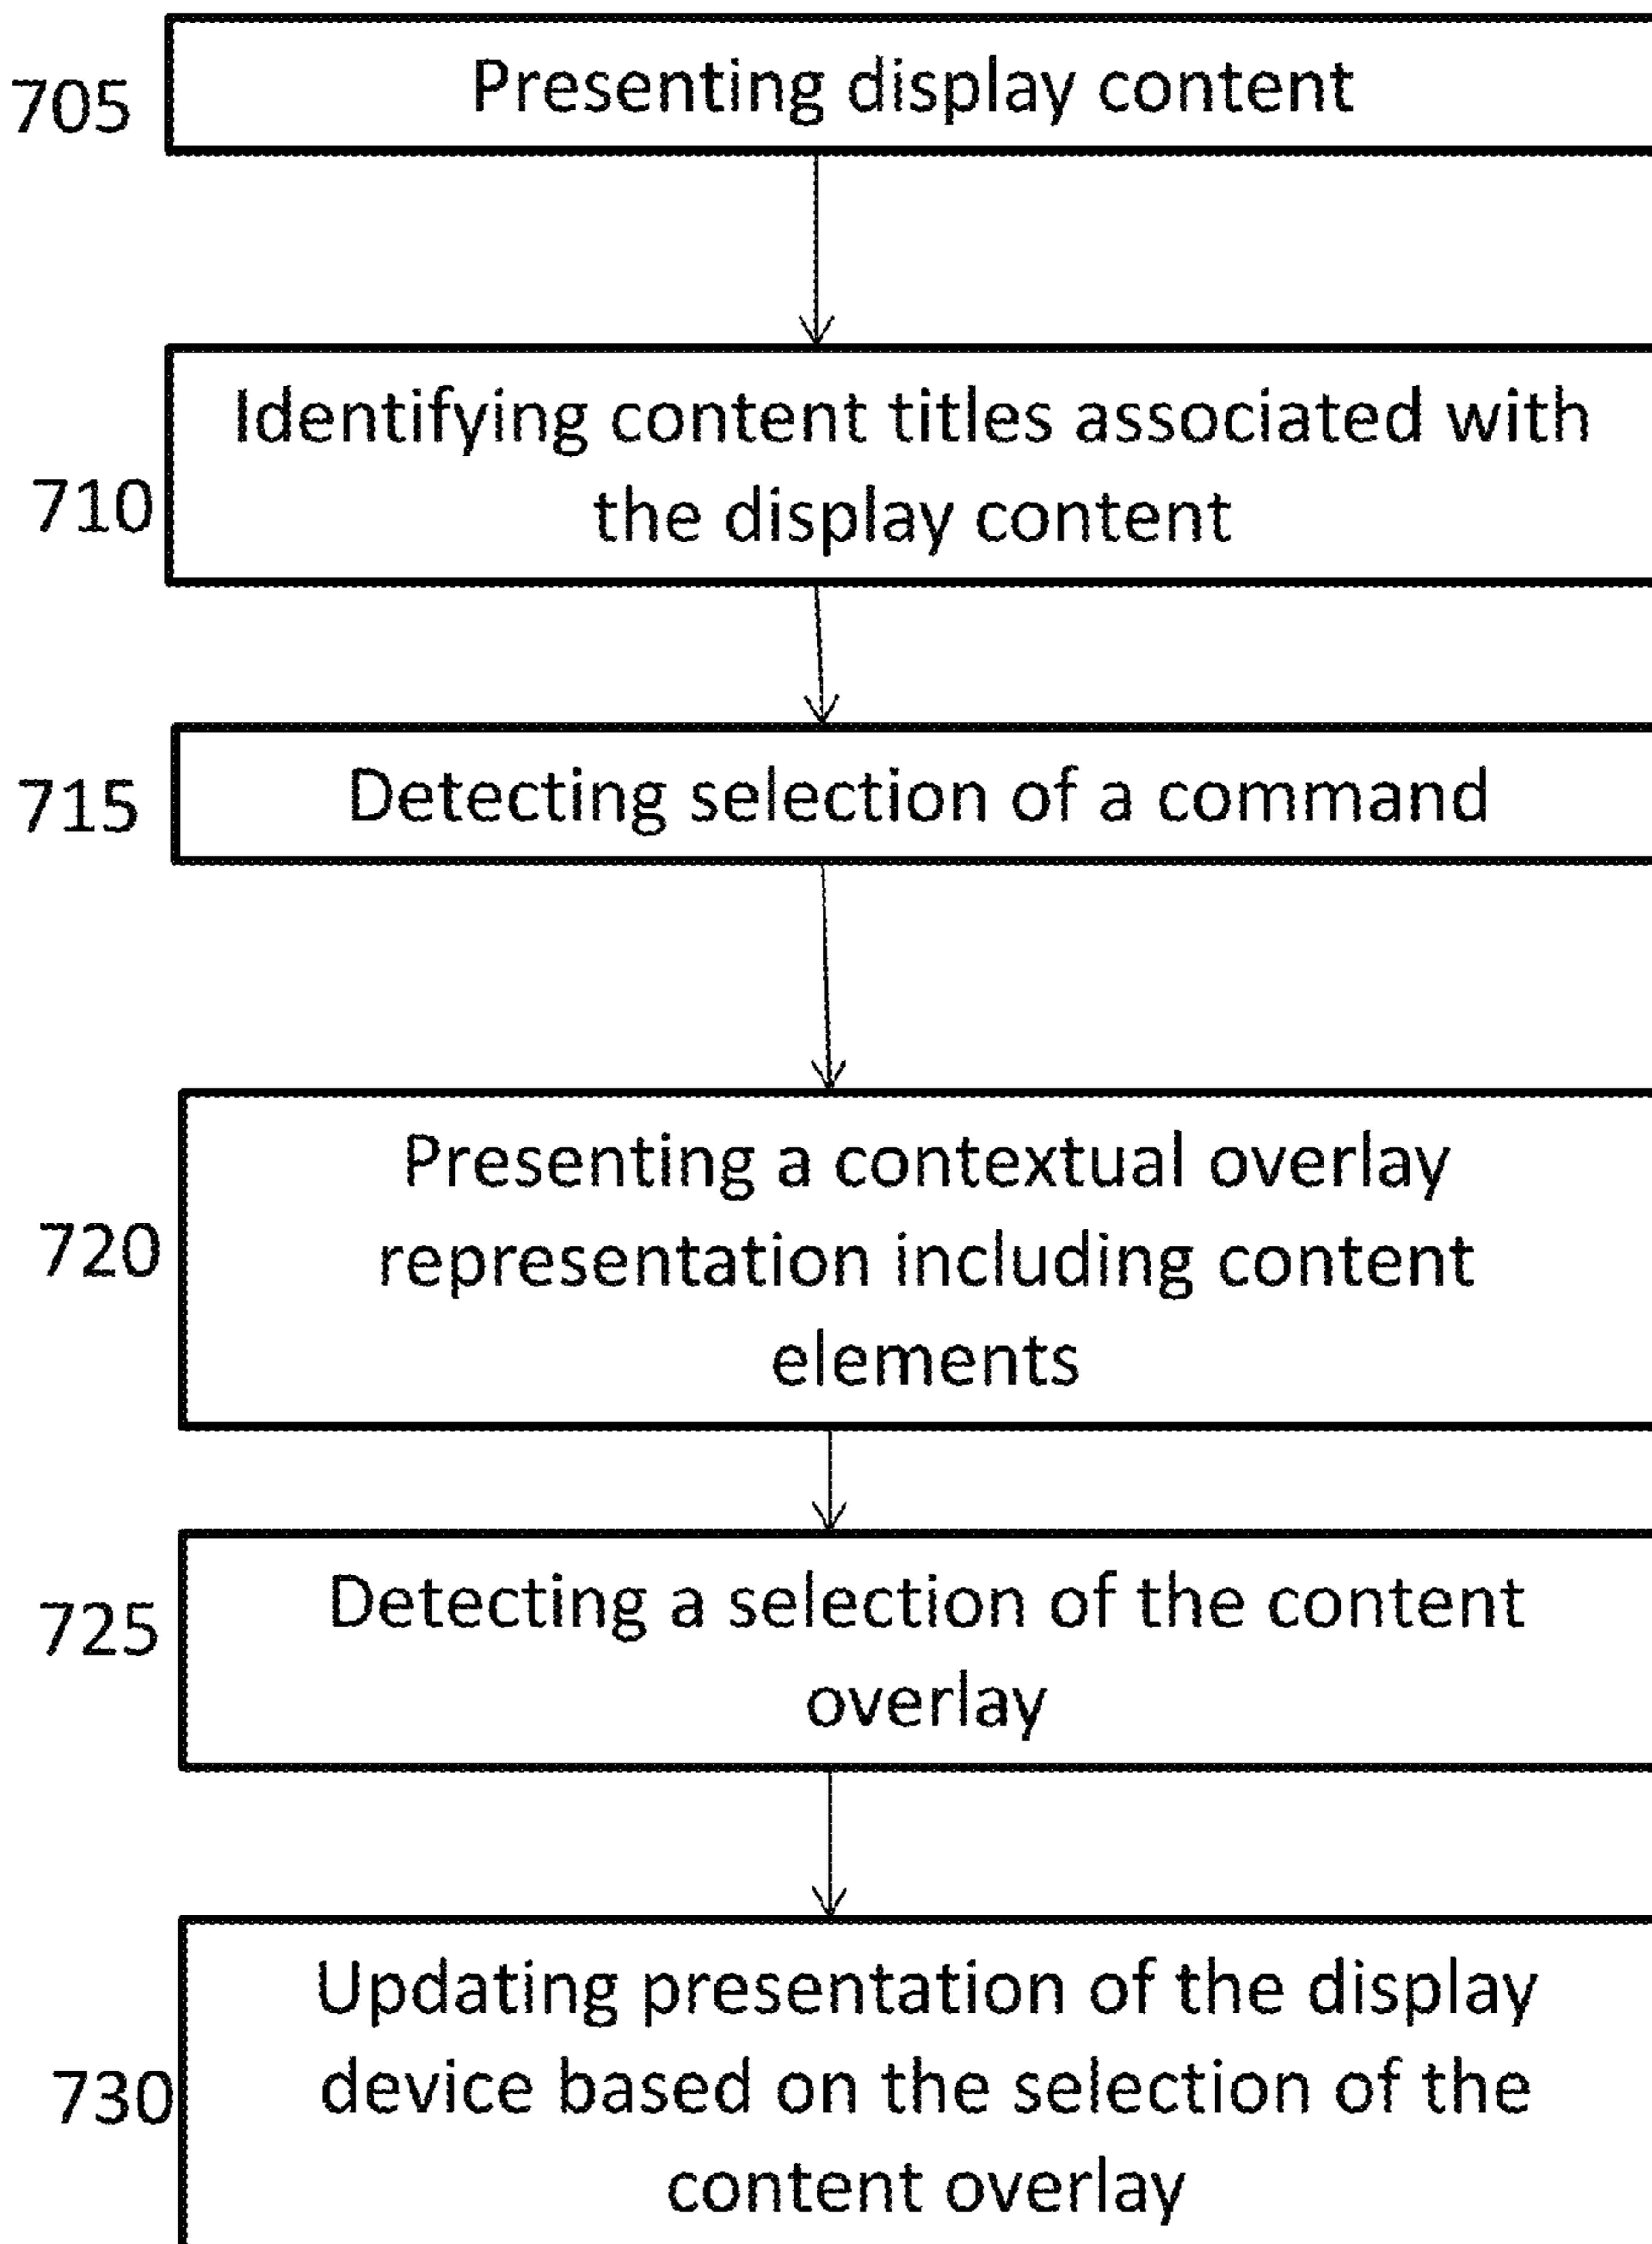 705
Presenting display content
710
Identifying content titles associated with
the display content
715
Detecting selection of a command
720
Presenting a contextual overlay
representation including content
elements
725
Detecting a selection of the content
overlay
730
Updating presentation of the display
device based on the selection of the
content overlay